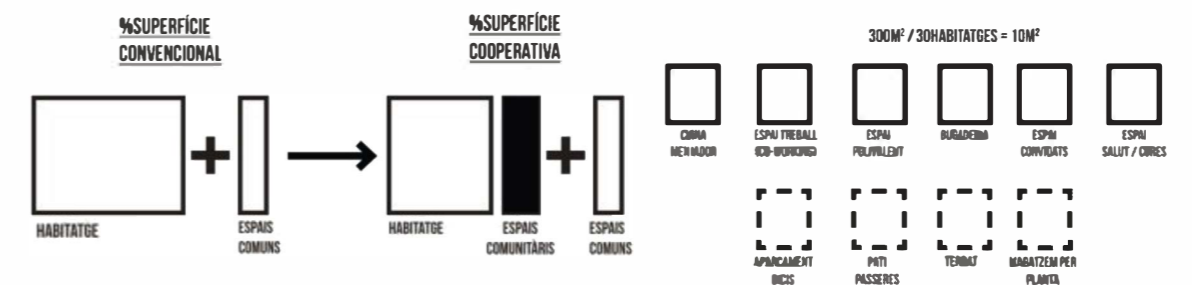 %SUPERFÍCIE
CONVENCIONAL
%SUPERFÍCIE
COOPERATIVA
300M² / 30HABITATGES = 10M²
HABITATGE
ESPAIS
COMUNS
HABITATGE
ESPAIS
COMUNITÀRIS
ESPAIS
COMUNS
CUINA
MENJADOR
ESPAI TREBALL
(CO-WORKING)
ESPAI
POLIVALENT
BUGADERIA
ESPAI
CONVIDATS
ESPAI
SALUT / CURES
APARCAMENT
BICIS
PATI
PASSERES
TERRAT
MAGATZEM PER
PLANTA